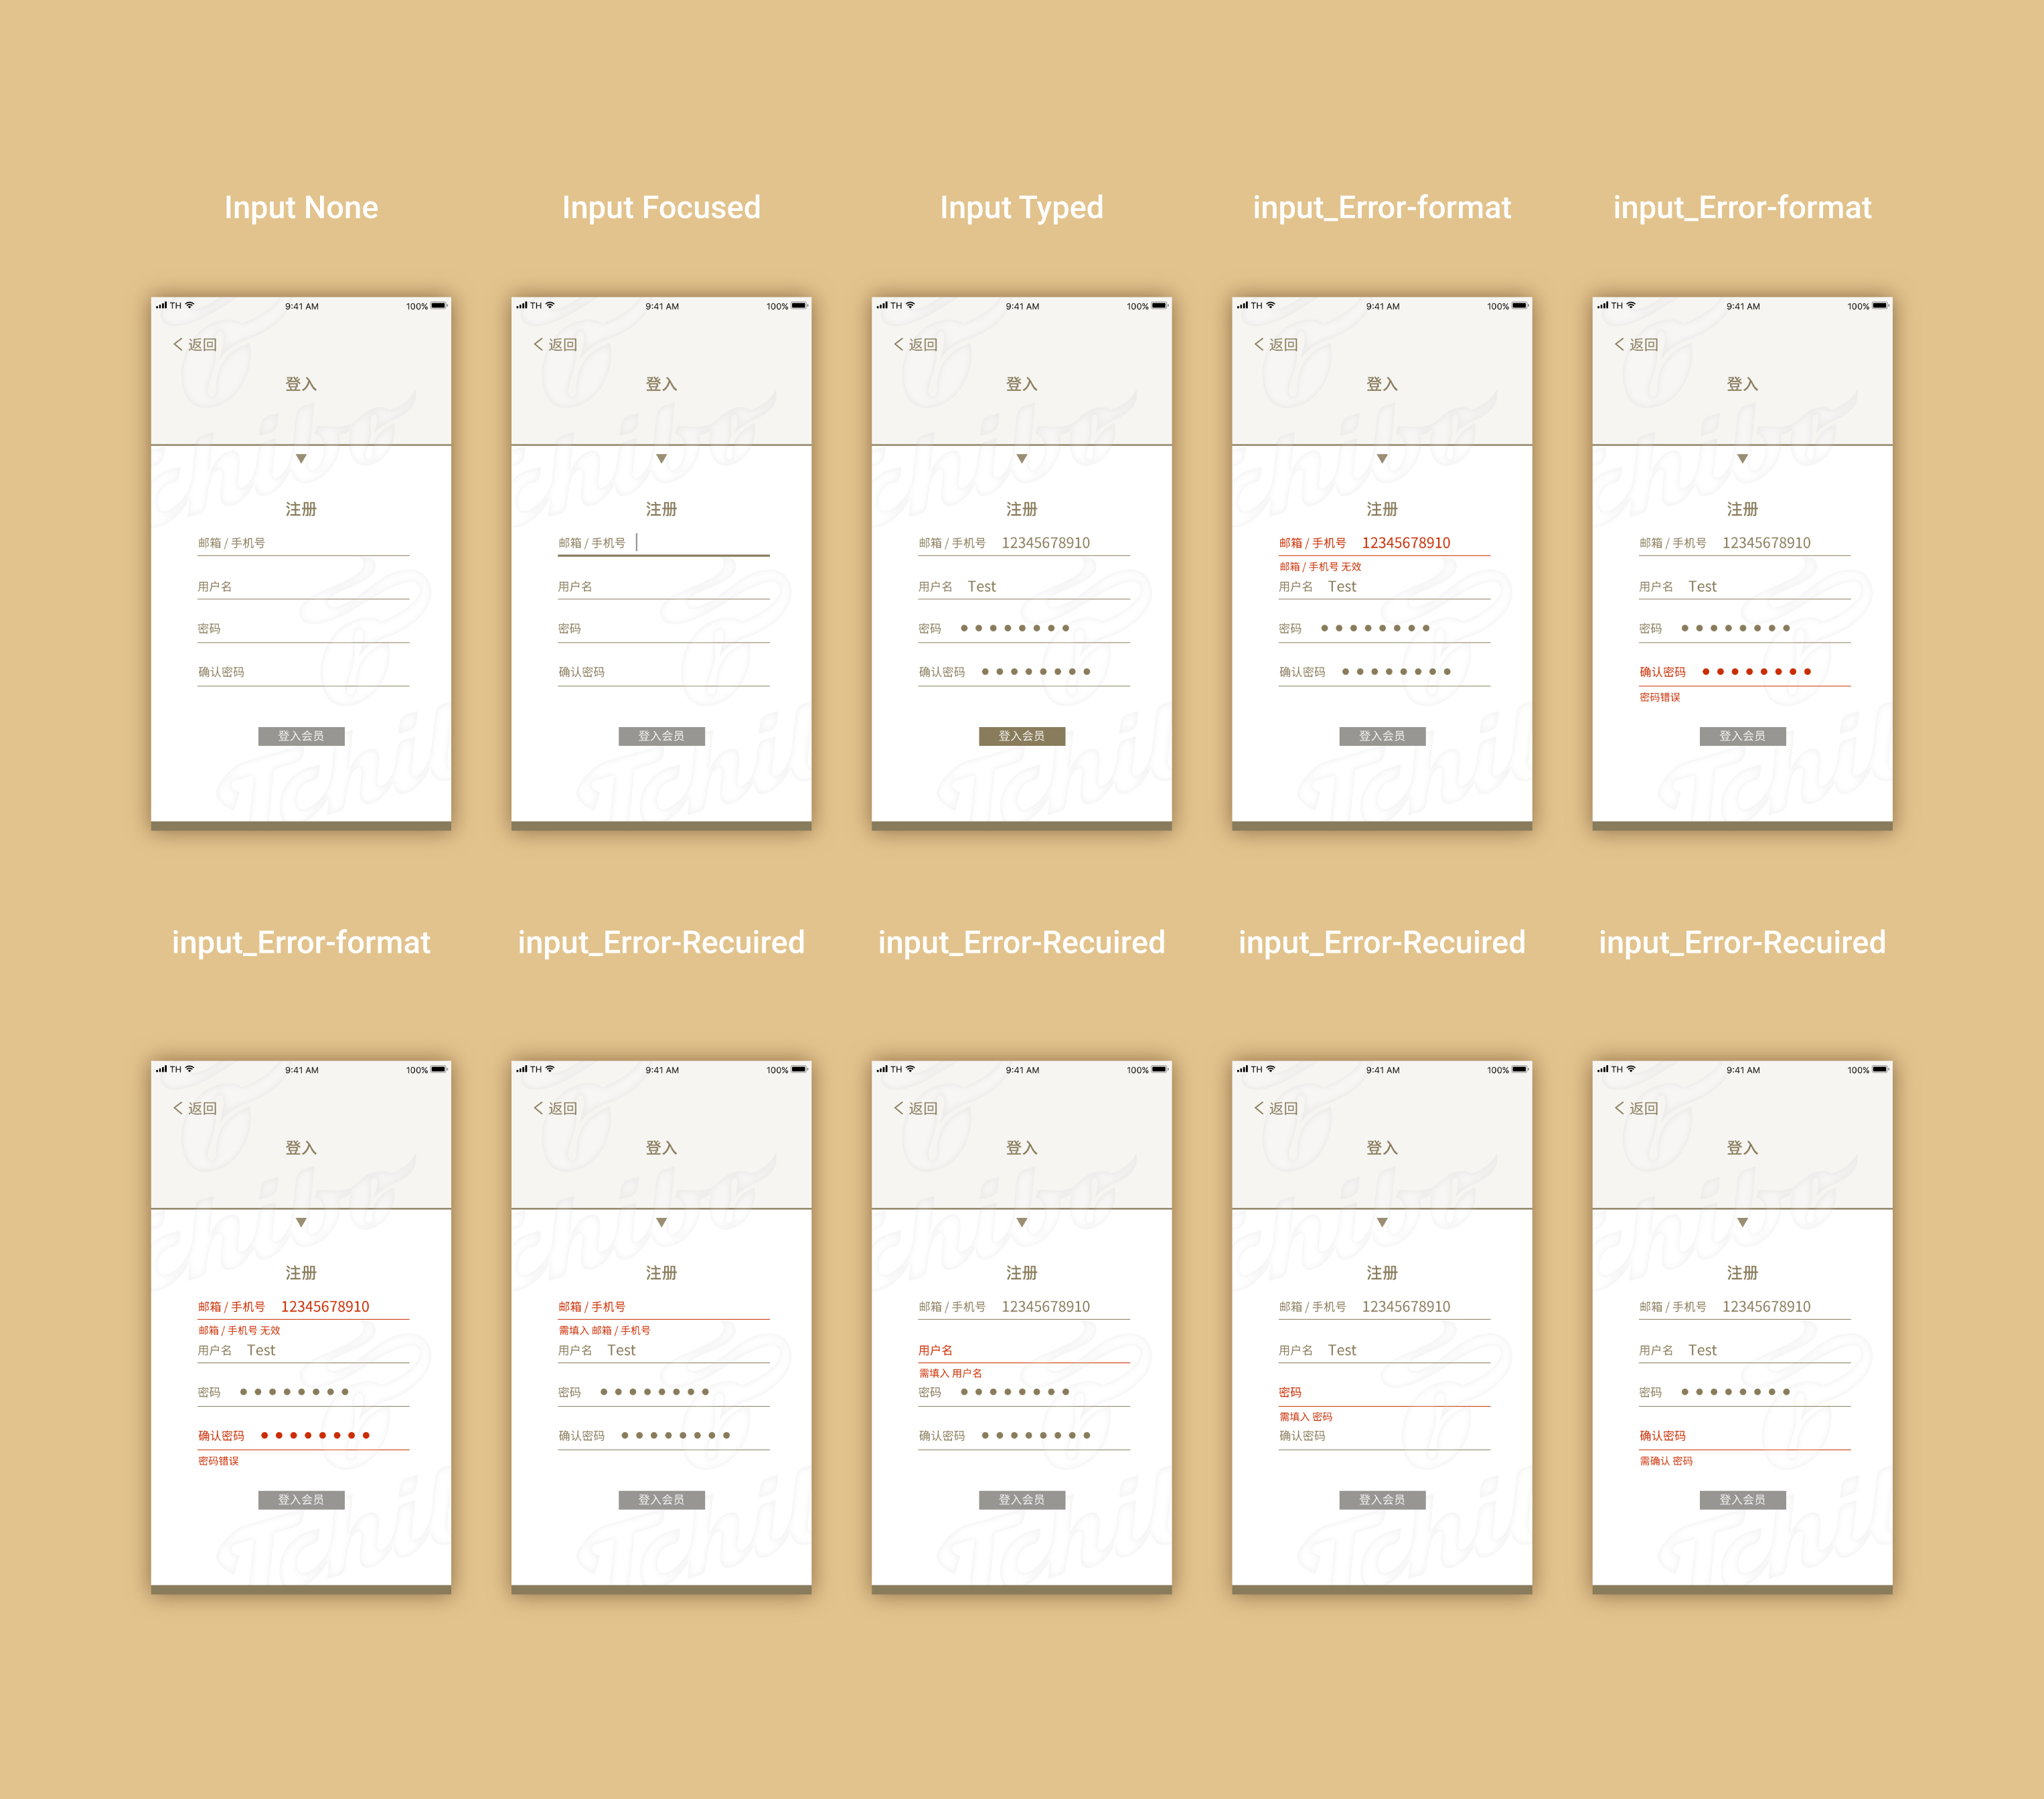 Input None
TH 9:41 AM 100%
返回
登入
注册
邮箱 / 手机号
用户名
密码
确认密码
登入会员
Input Focused
TH 9:41 AM 100%
返回
登入
注册
邮箱 / 手机号
用户名
密码
确认密码
登入会员
Input Typed
TH 9:41 AM 100%
返回
登入
注册
邮箱 / 手机号 12345678910
用户名 Test
密码
确认密码
登入会员
input_Error-format
TH 9:41 AM 100%
返回
登入
注册
邮箱 / 手机号 12345678910
邮箱 / 手机号 无效
用户名 Test
密码
确认密码
登入会员
input_Error-format
TH 9:41 AM 100%
返回
登入
注册
邮箱 / 手机号 12345678910
用户名 Test
密码
确认密码
密码错误
登入会员
input_Error-format
TH 9:41 AM 100%
返回
登入
注册
邮箱 / 手机号 12345678910
邮箱 / 手机号 无效
用户名 Test
密码
确认密码
密码错误
登入会员
input_Error-Recuired
TH 9:41 AM 100%
返回
登入
注册
邮箱 / 手机号
需填入 邮箱 / 手机号
用户名 Test
密码
确认密码
登入会员
input_Error-Recuired
TH 9:41 AM 100%
返回
登入
注册
邮箱 / 手机号 12345678910
用户名
需填入 用户名
密码
确认密码
登入会员
input_Error-Recuired
TH 9:41 AM 100%
返回
登入
注册
邮箱 / 手机号 12345678910
用户名 Test
密码
需填入 密码
确认密码
登入会员
input_Error-Recuired
TH 9:41 AM 100%
返回
登入
注册
邮箱 / 手机号 12345678910
用户名 Test
密码
确认密码
需确认 密码
登入会员